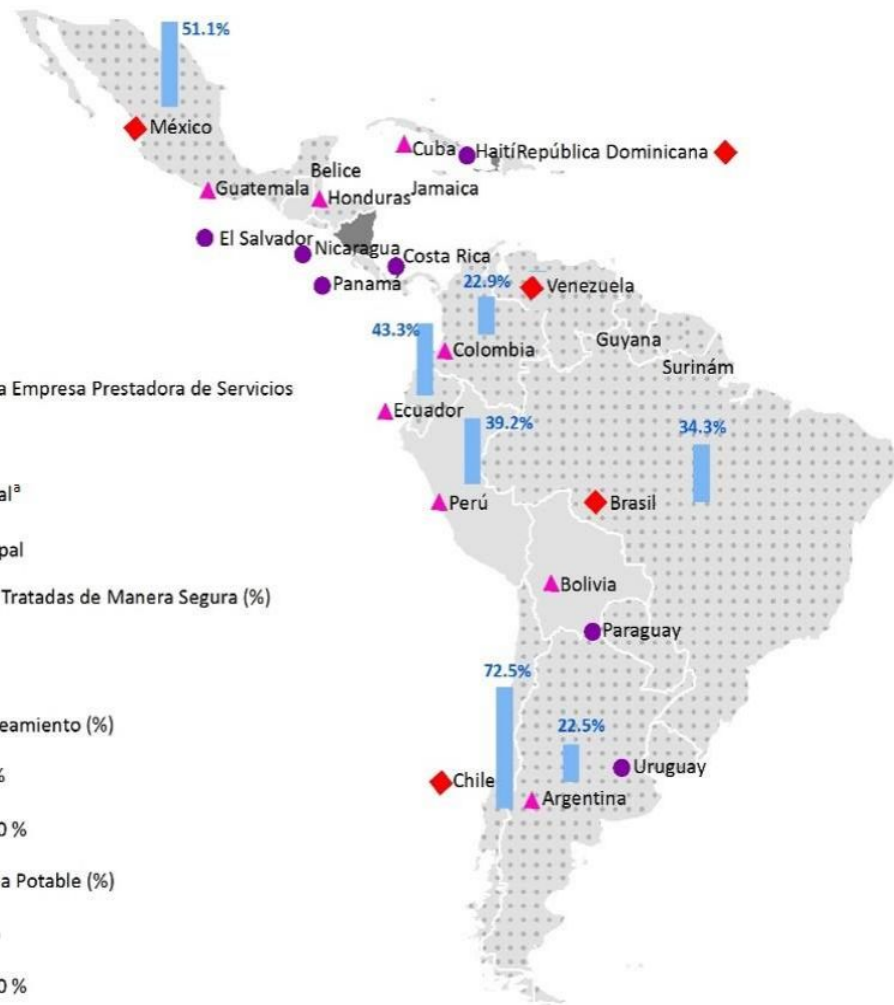 51.1%
México
Cuba
Haití
República Dominicana
Belice
Guatemala
Honduras
Jamaica
El Salvador
Nicaragua
Costa Rica
Panamá
22.9%
Venezuela
43.3%
Colombia
Guyana
Surinám
a Empresa Prestadora de Servicios
Ecuador
39.2%
34.3%
alª
Perú
Brasil
pal
Tratadas de Manera Segura (%)
Bolivia
Paraguay
72.5%
eamiento (%)
22.5%
%
Chile
Uruguay
Argentina
0 %
a Potable (%)
0 %